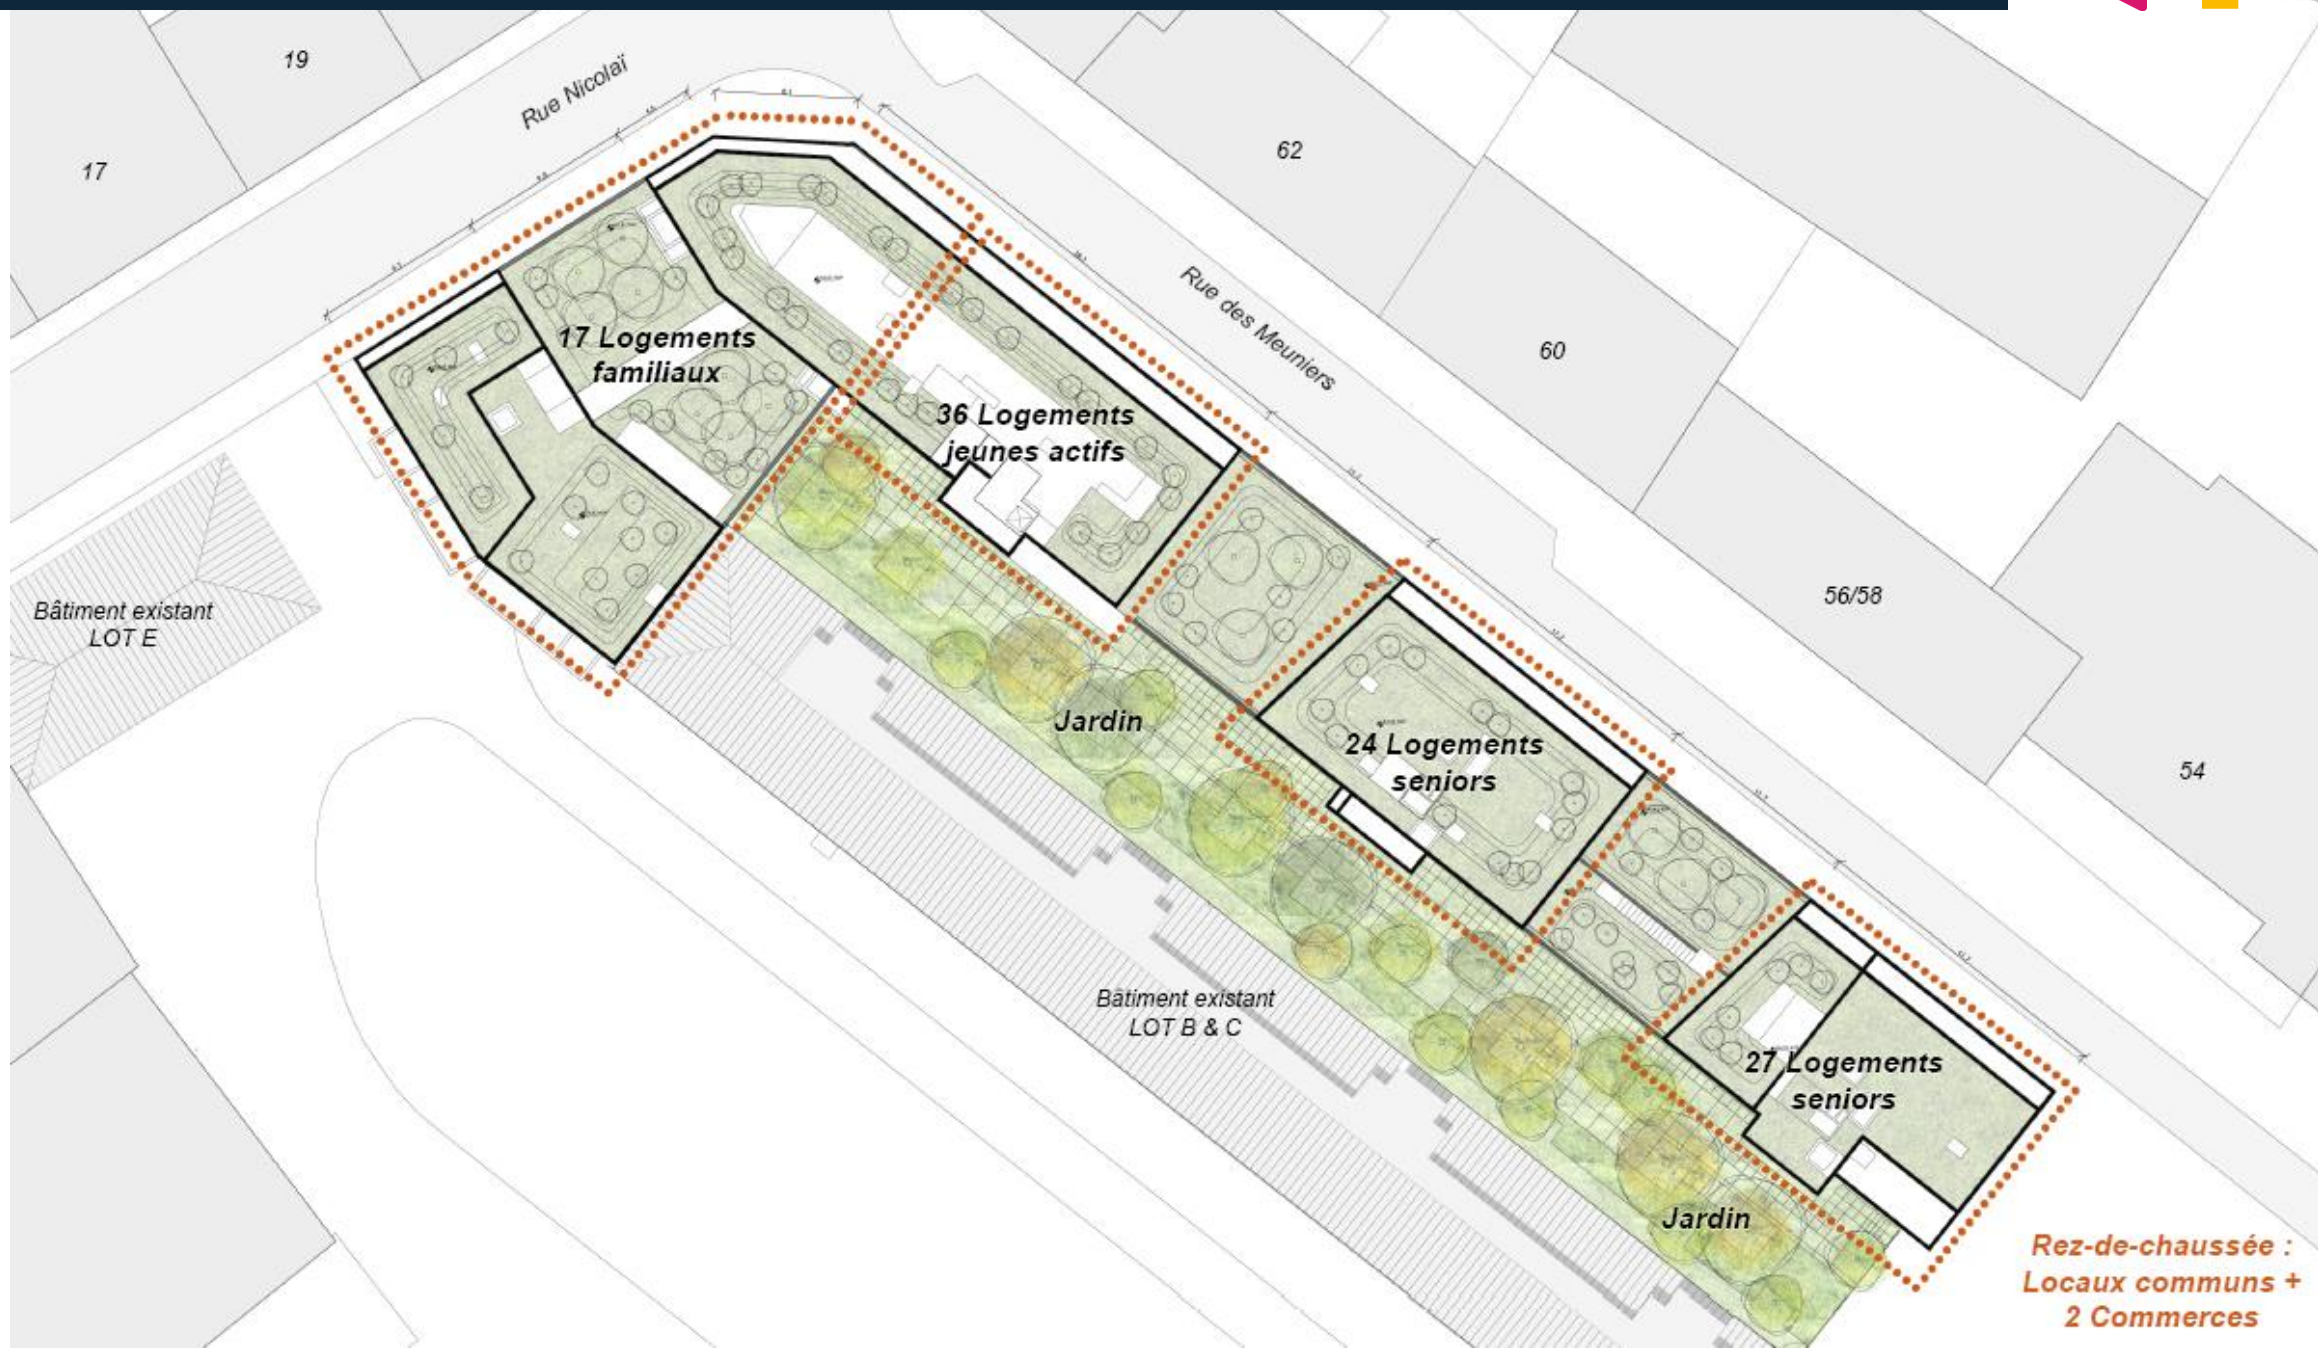 19
Rue Nicolaï
17
62
Rue des Meuniers
60
17 Logements
familiaux
36 Logements
jeunes actifs
56/58
Bâtiment existant
LOT E
Jardin
24 Logements
seniors
54
Bâtiment existant
LOT B & C
27 Logements
seniors
Jardin
Rez-de-chaussée :
Locaux communs +
2 Commerces